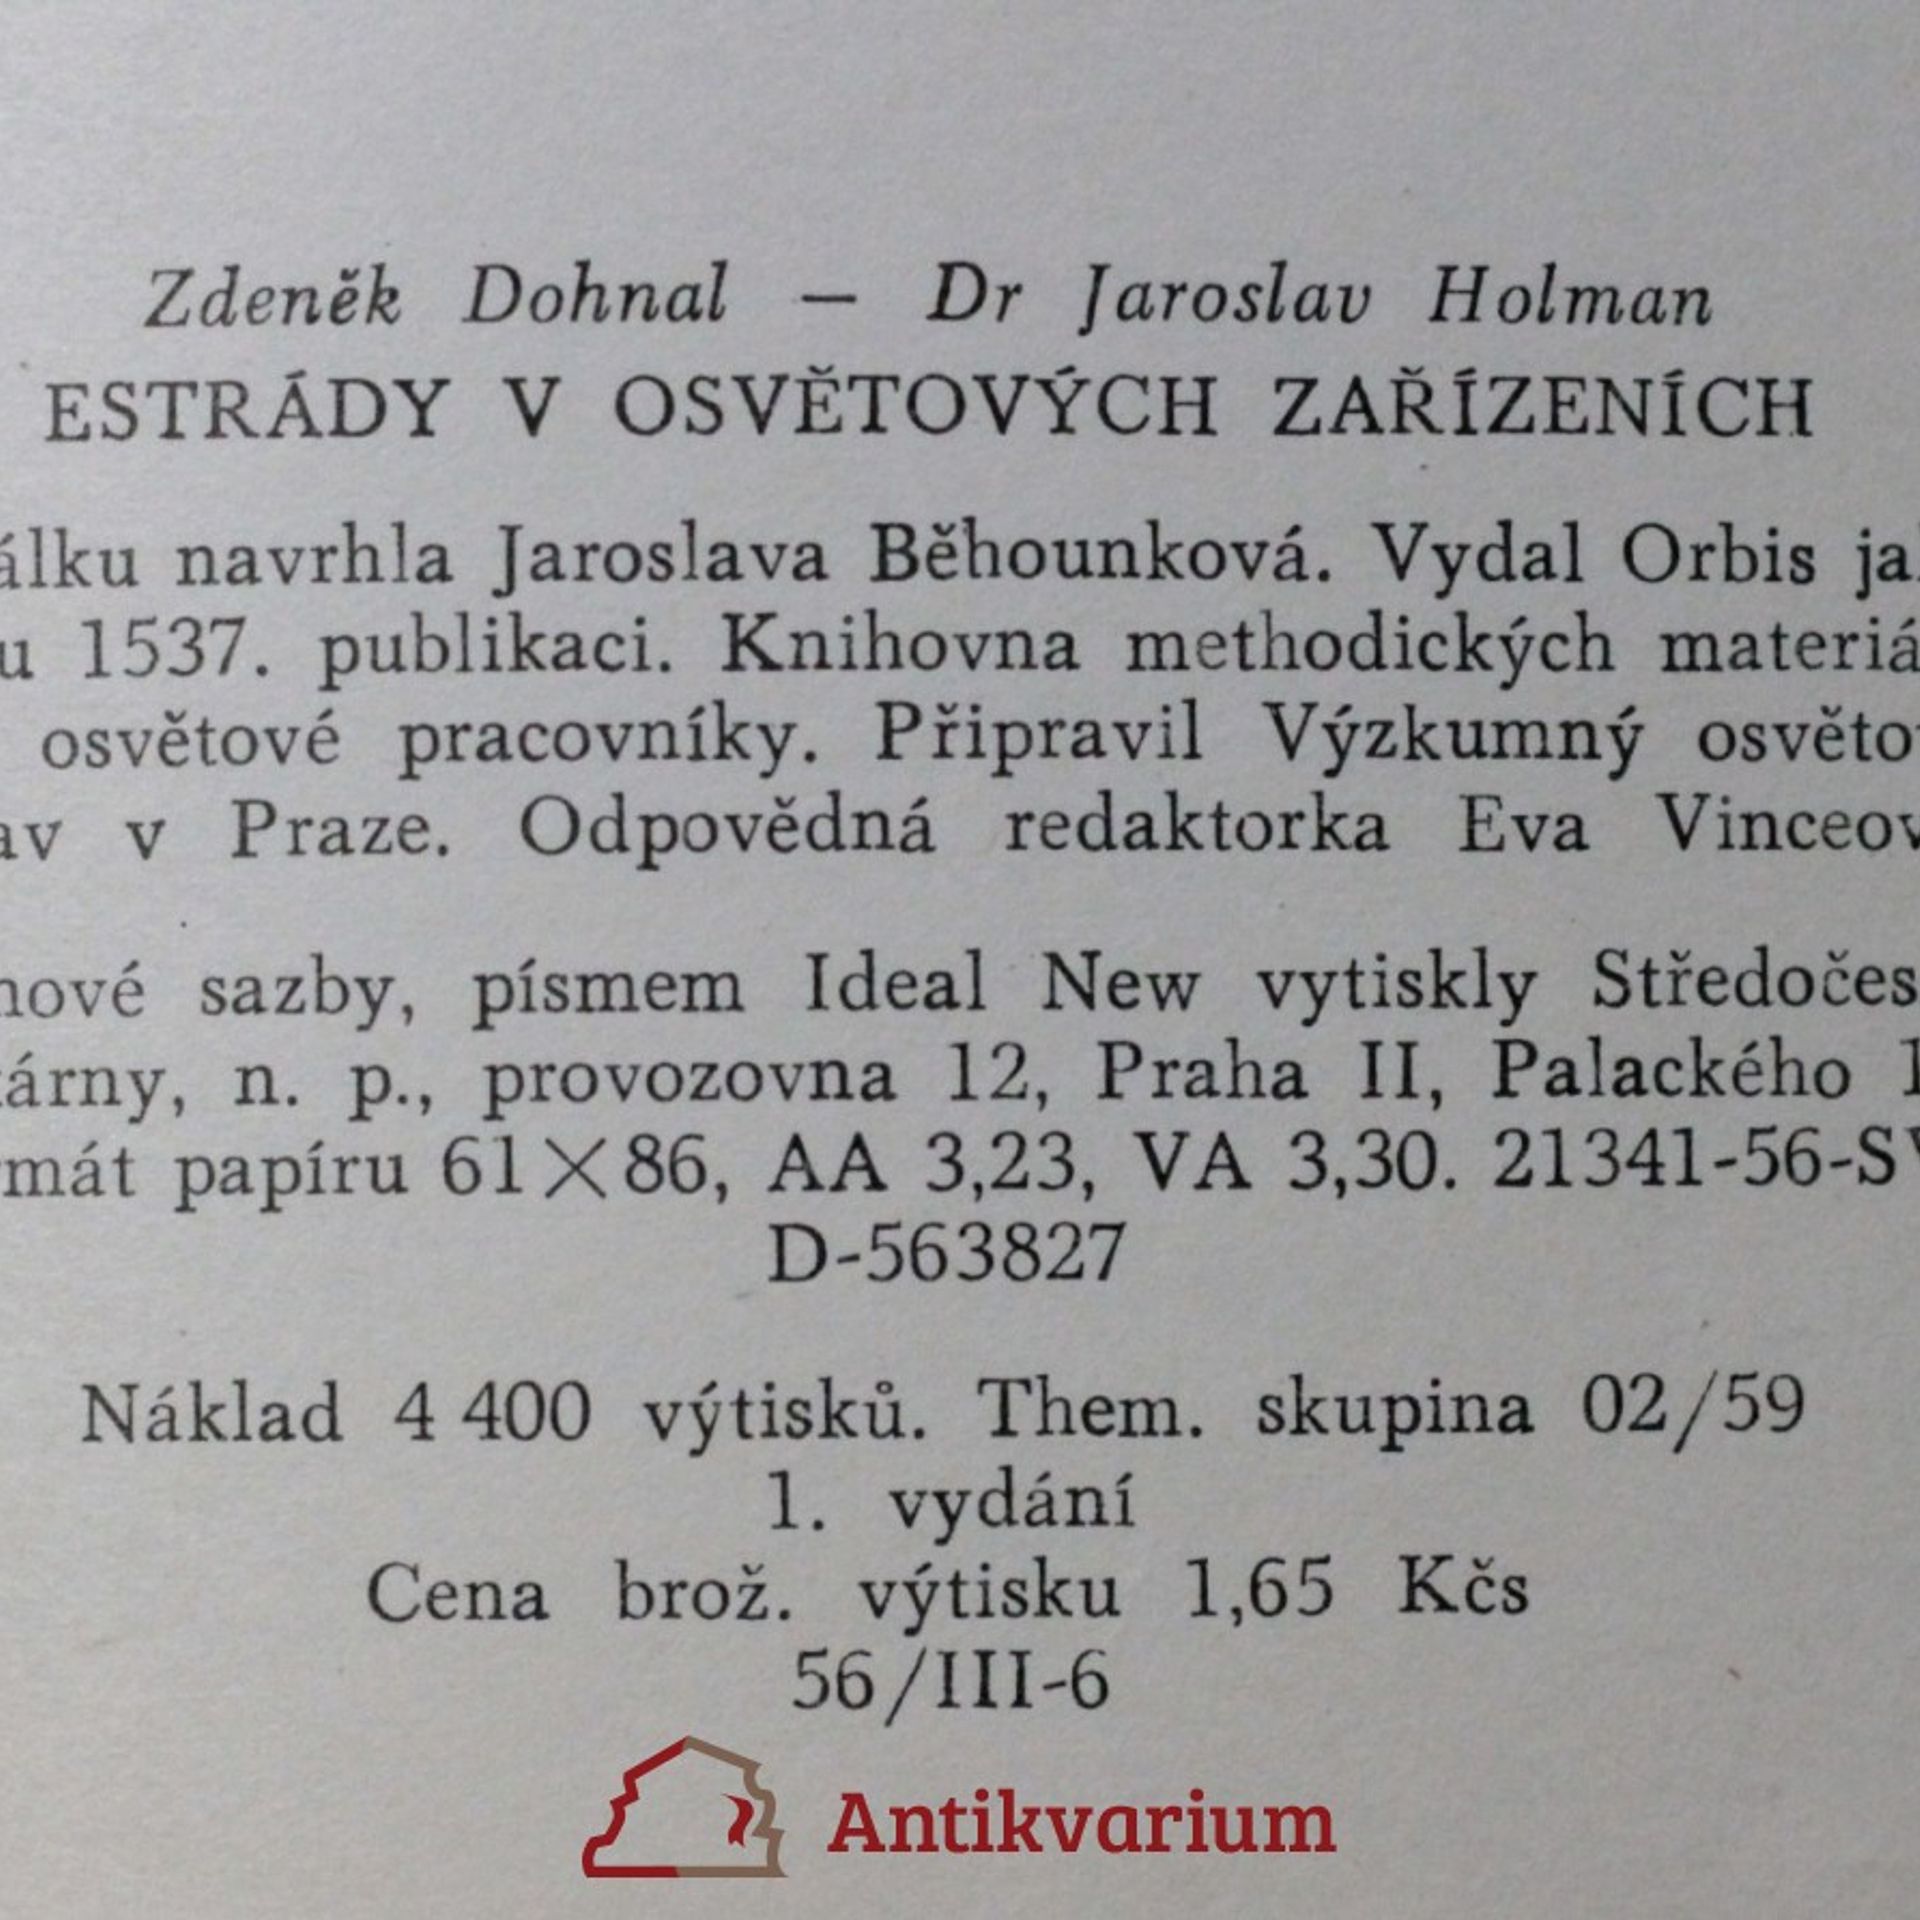 Zdeněk Dohnal — Dr Jaroslav Holman
ESTRÁDY V OSVĚTOVÝCH ZAŘÍZENÍCH
álku navrhla Jaroslava Běhounková. Vydal Orbis ja
u 1537. publikaci. Knihovna methodických materiá
osvětové pracovníky. Připravil Výzkumný osvěto
av v Praze. Odpovědná redaktorka Eva Vinceov
nové sazby, písmem Ideal New vytiskly Středočes
árny, n. p., provozovna 12, Praha II, Palackého 1
mát papíru 61×86, AA 3,23, VA 3,30. 21341-56-SV
D-563827
Náklad 4 400 výtisků. Them. skupina 02/59
1. vydání
Cena brož. výtisku 1,65 Kčs
56/III-6
Antikvarium